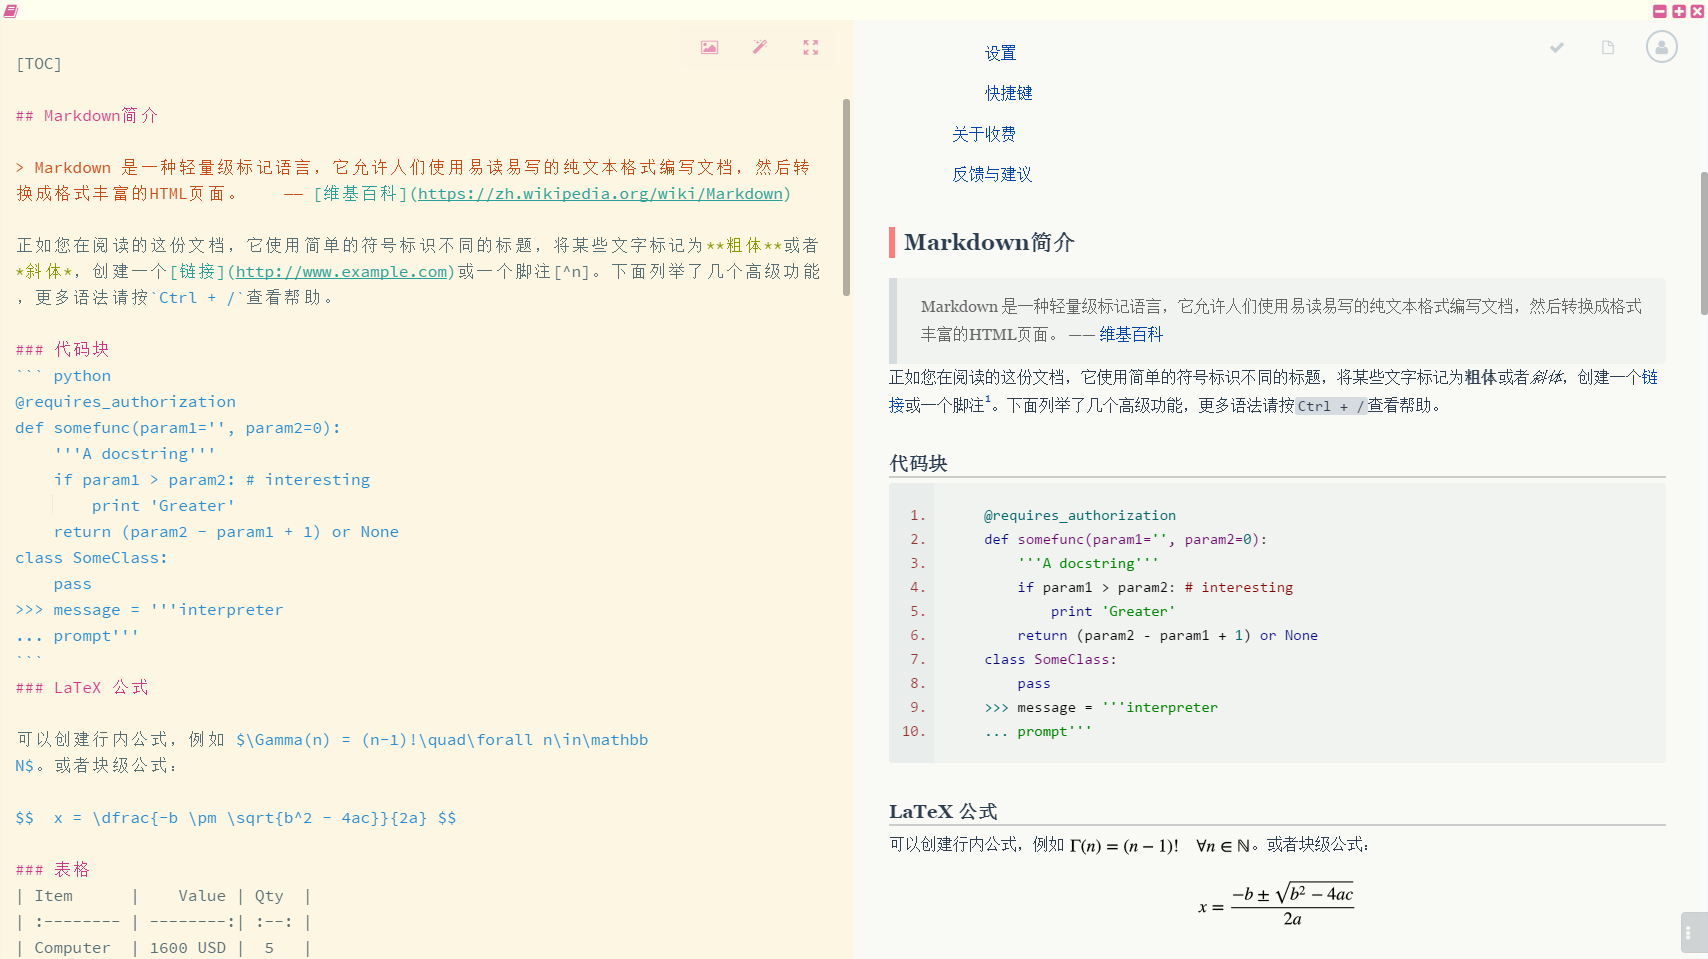 [TOC]
## Markdown简介
> Markdown 是一种轻量级标记语言，它允许人们使用易读易写的纯文本格式编写文档，然后转
换成格式丰富的HTML页面。    —— [维基百科](https://zh.wikipedia.org/wiki/Markdown)
正如您在阅读的这份文档，它使用简单的符号标识不同的标题，将某些文字标记为**粗体**或者
*斜体*，创建一个[链接](http://www.example.com)或一个脚注[^n]。下面列举了几个高级功能
，更多语法请按`Ctrl + /`查看帮助。
### 代码块
``` python
@requires_authorization
def somefunc(param1='', param2=0):
    '''A docstring'''
    if param1 > param2: # interesting
        print 'Greater'
    return (param2 - param1 + 1) or None
class SomeClass:
    pass
>>> message = '''interpreter
... prompt'''
```
### LaTeX 公式
可以创建行内公式，例如 $\Gamma(n) = (n-1)!\quad\forall n\in\mathbb
N$。或者块级公式：
$$  x = \dfrac{-b \pm \sqrt{b^2 - 4ac}}{2a} $$
### 表格
| Item      |    Value | Qty  |
| :-------- | --------:| :--: |
| Computer  | 1600 USD |  5   |
设置
快捷键
关于收费
反馈与建议
Markdown简介
Markdown 是一种轻量级标记语言，它允许人们使用易读易写的纯文本格式编写文档，然后转换成格式
丰富的HTML页面。 —— 维基百科
正如您在阅读的这份文档，它使用简单的符号标识不同的标题，将某些文字标记为粗体或者斜体，创建一个链
接或一个脚注1。下面列举了几个高级功能，更多语法请按 Ctrl + / 查看帮助。
代码块
1. @requires_authorization
2. def somefunc(param1='', param2=0):
3.     '''A docstring'''
4.     if param1 > param2: # interesting
5.         print 'Greater'
6.     return (param2 - param1 + 1) or None
7. class SomeClass:
8.     pass
9. >>> message = '''interpreter
10. ... prompt'''
LaTeX 公式
可以创建行内公式，例如 Γ(n) = (n − 1)!  ∀n ∈ ℕ。或者块级公式：
x = (−b ± √(b² − 4ac)) / 2a